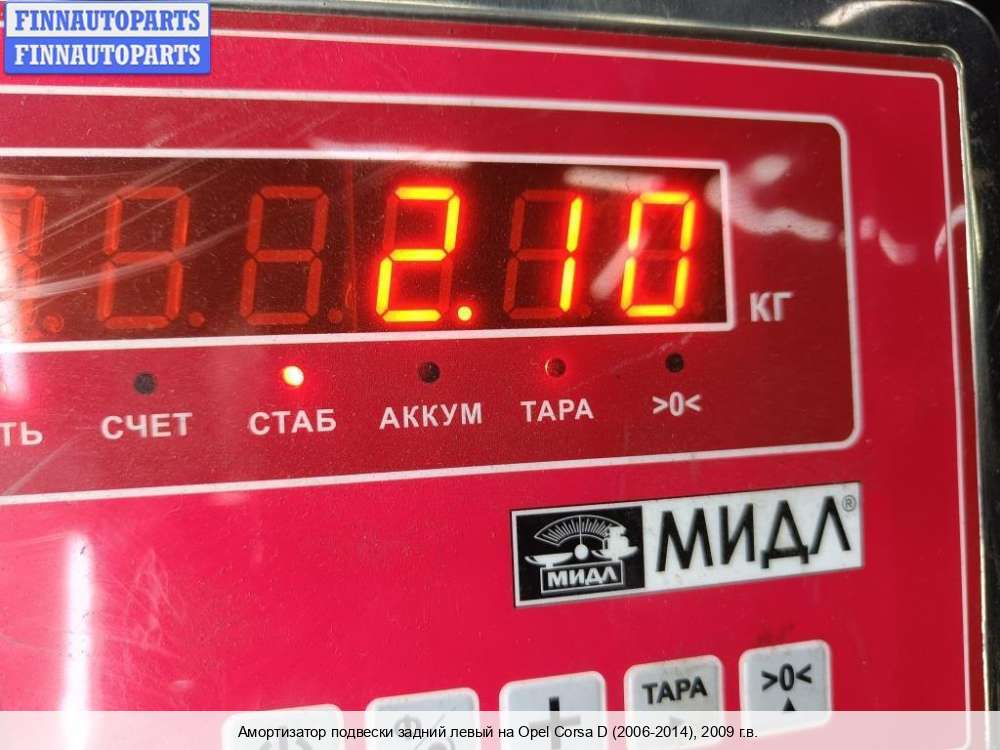 FINNAUTOPARTS
FINNAUTOPARTS
2.10
КГ
ТЬ СЧЕТ СТАБ АККУМ ТАРА >0<
МИДЛ МИДЛ®
ТАРА >0<
Амортизатор подвески задний левый на Opel Corsa D (2006-2014), 2009 г.в.